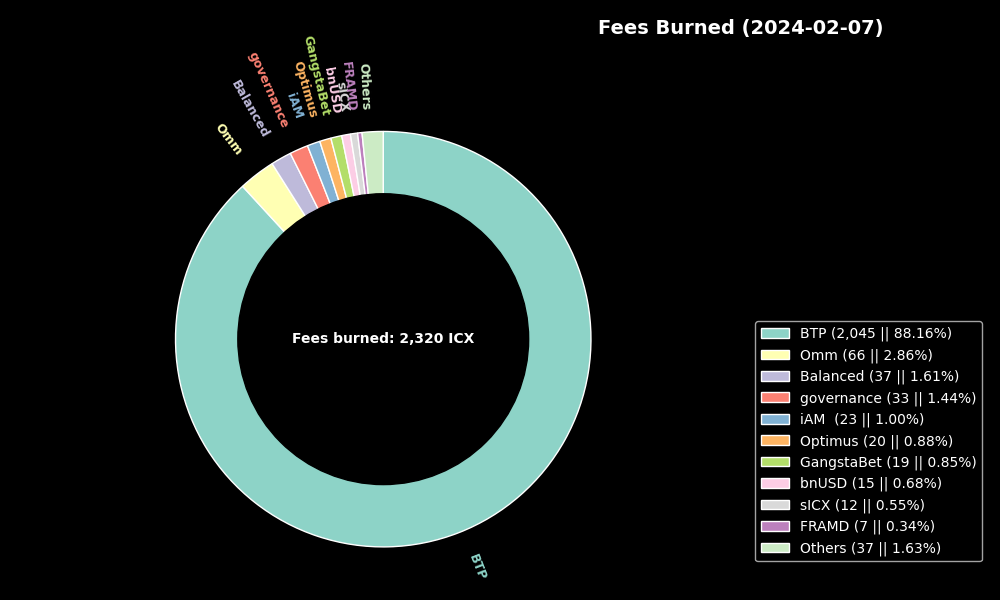 Fees Burned (2024-02-07)
Omm
Balanced
governance
iAM
Optimus
GangstaBet
bnUSD
sICX
FRAMD
Others
Fees burned: 2,320 ICX
BTP
BTP (2,045 || 88.16%)
Omm (66 || 2.86%)
Balanced (37 || 1.61%)
governance (33 || 1.44%)
iAM  (23 || 1.00%)
Optimus (20 || 0.88%)
GangstaBet (19 || 0.85%)
bnUSD (15 || 0.68%)
sICX (12 || 0.55%)
FRAMD (7 || 0.34%)
Others (37 || 1.63%)